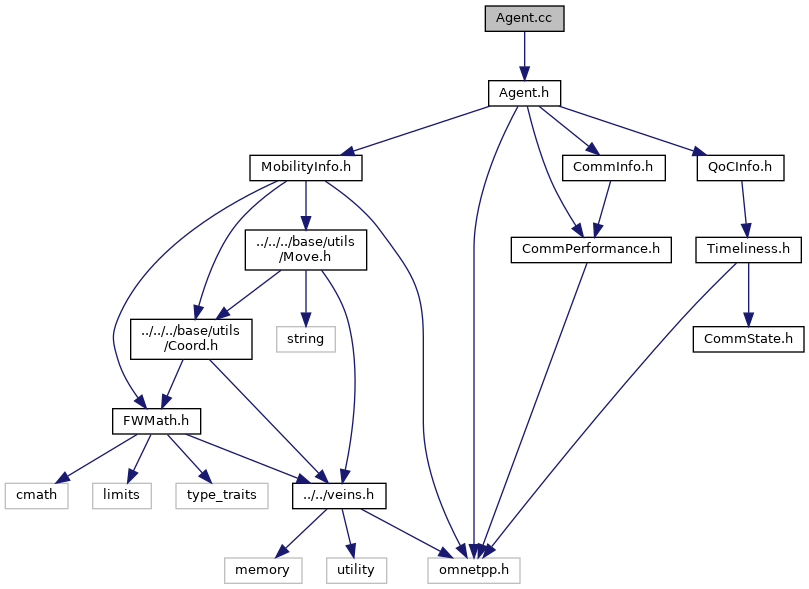 Agent.cc
Agent.h
MobilityInfo.h
CommInfo.h
QoCInfo.h
../../../base/utils
/Move.h
CommPerformance.h
Timeliness.h
../../../base/utils
/Coord.h
string
CommState.h
FWMath.h
cmath
limits
type_traits
../../veins.h
memory
utility
omnetpp.h